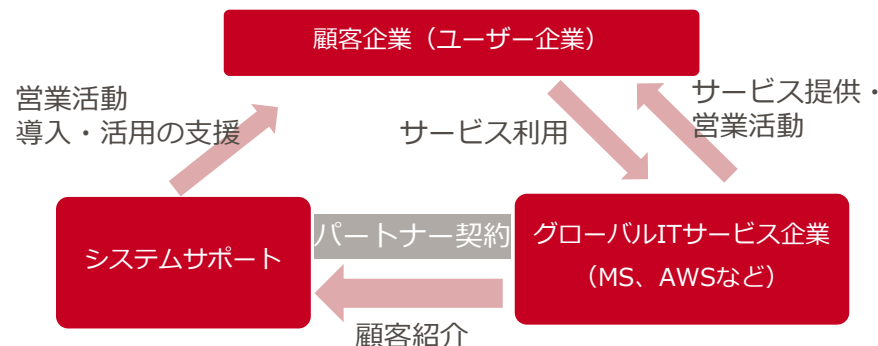 顧客企業（ユーザー企業）
営業活動
導入・活用の支援
サービス利用
サービス提供・
営業活動
システムサポート
パートナー契約
グローバルITサービス企業
（MS、AWSなど）
顧客紹介